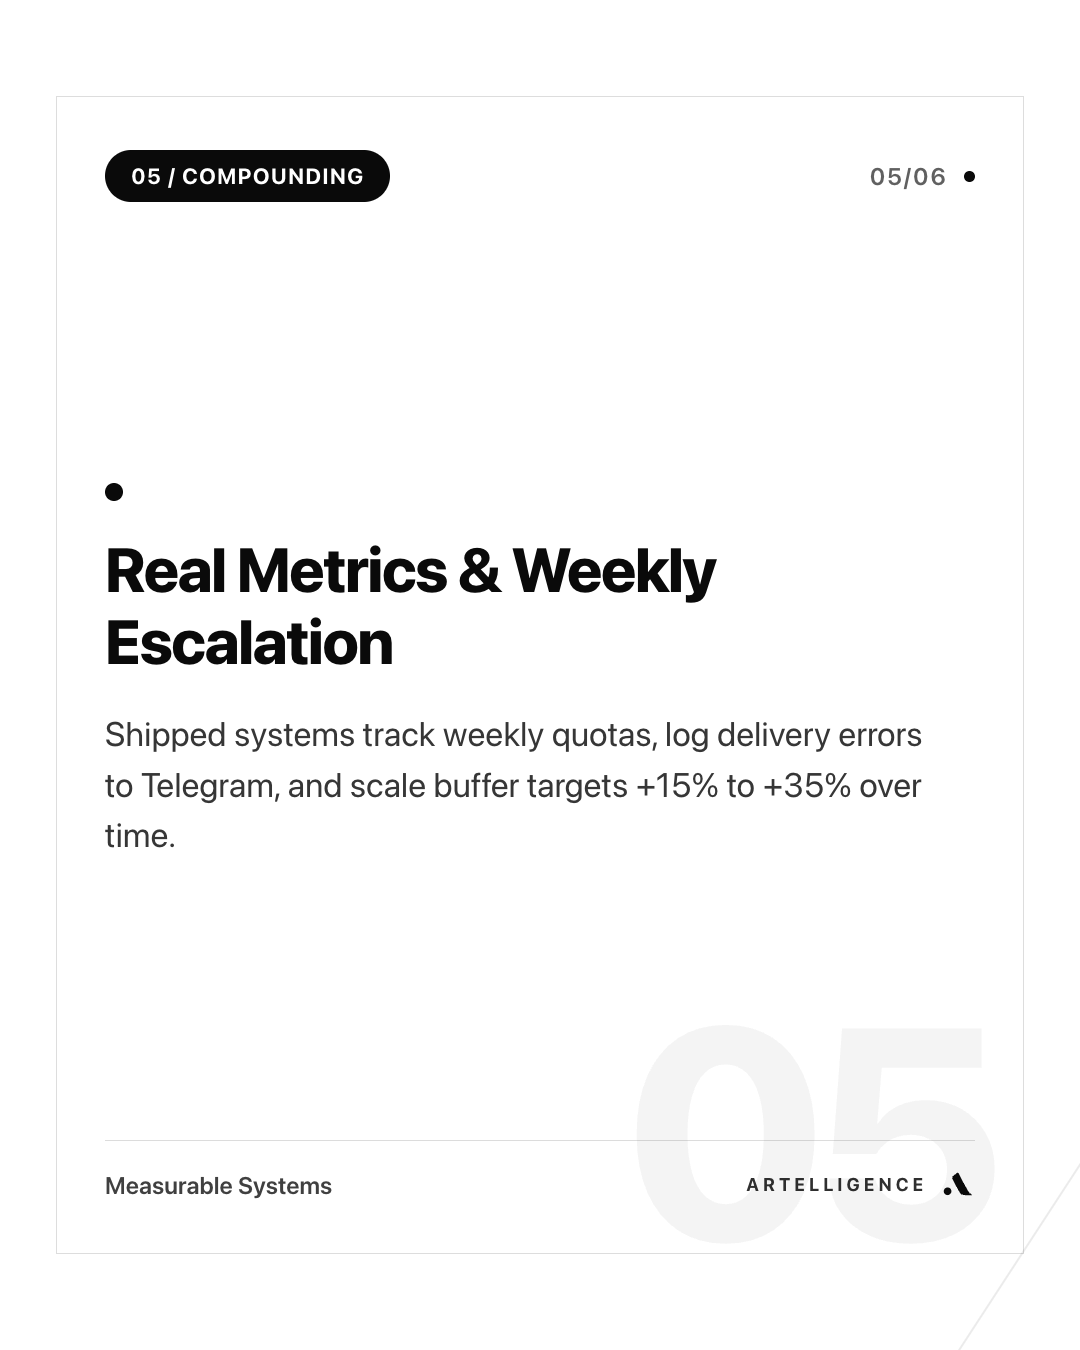 05 / COMPOUNDING
05/06
Real Metrics & Weekly
Escalation
Shipped systems track weekly quotas, log delivery errors
to Telegram, and scale buffer targets +15% to +35% over
time.
05
Measurable Systems
ARTELLIGENCE